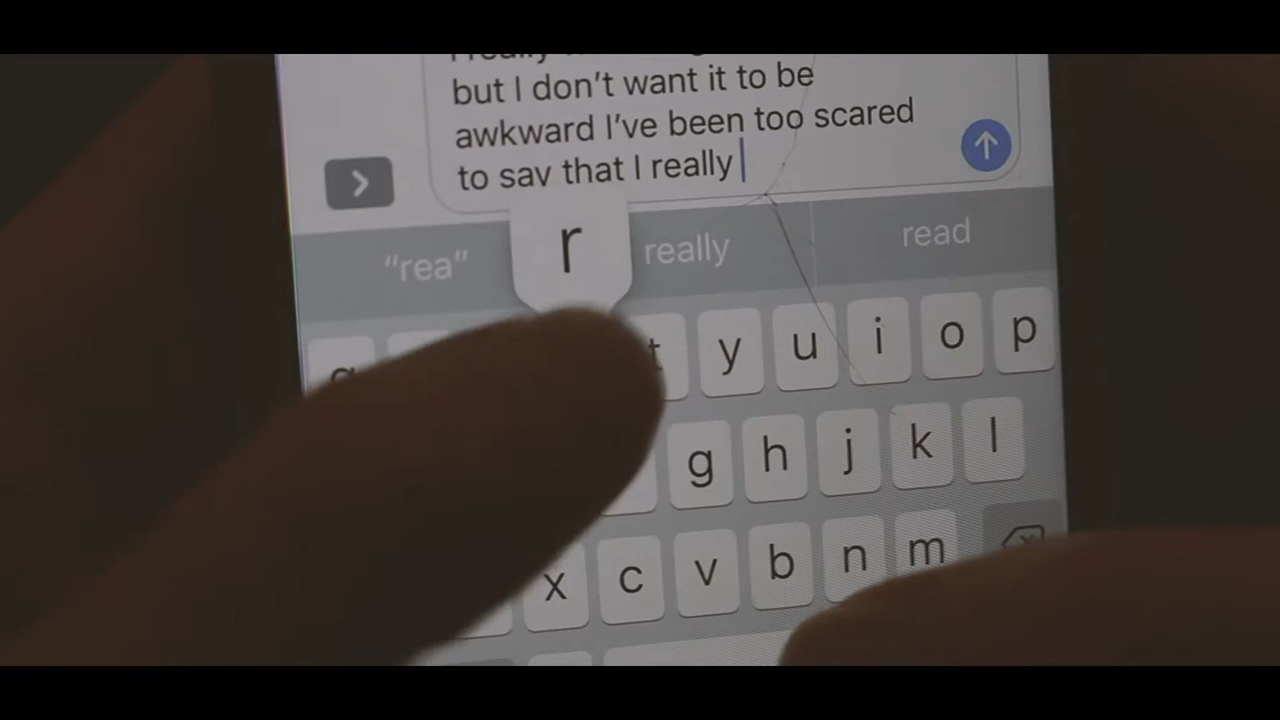 but I don't want it to be
awkward I've been too scared
to say that I really
"rea" really read
r
t y u i o p
g h j k l
x c v b n m